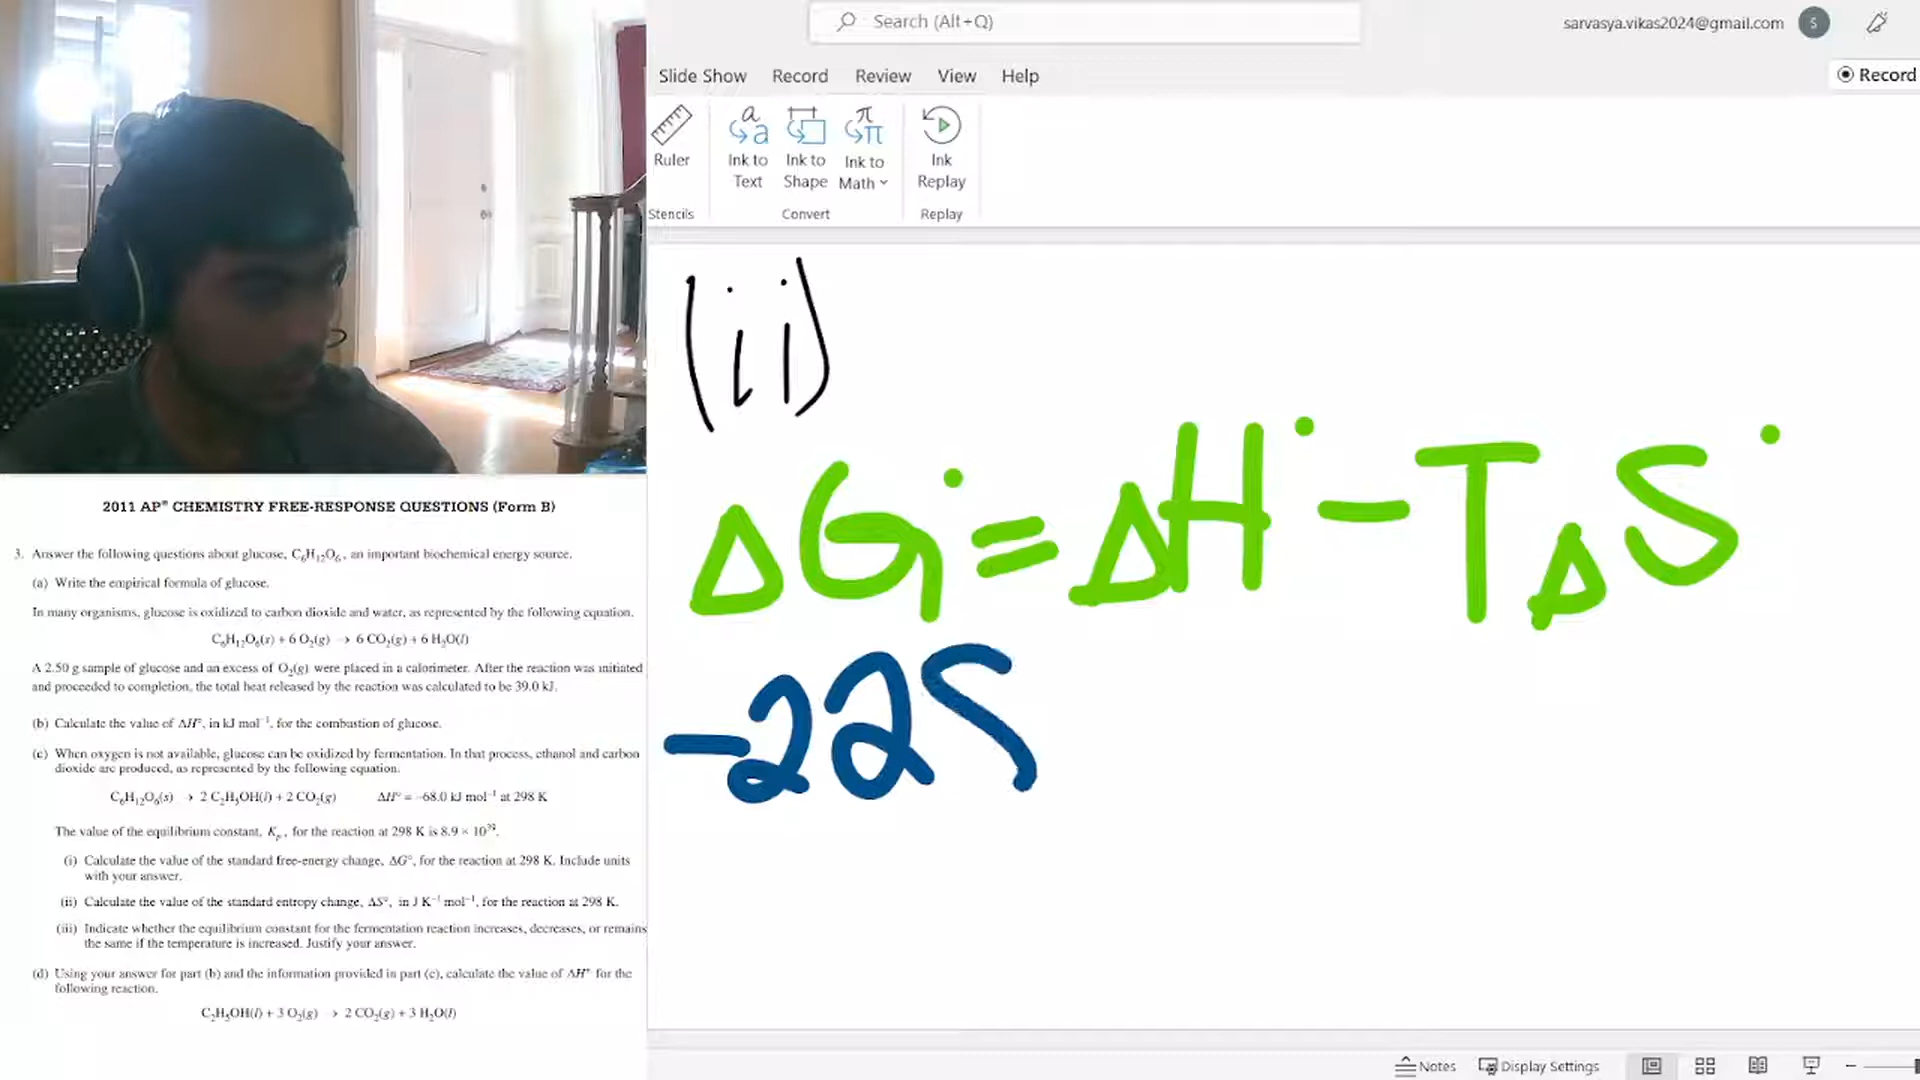 Search (Alt+Q)
sarvasya.vikas2024@gmail.com
S
Slide Show Record Review View Help
Record
Ruler
Ink to Text
Ink to Shape
Ink to Math
Ink Replay
Stencils
Convert
Replay
(ii)
ΔG° = ΔH° − TΔS°
-225
2011 AP® CHEMISTRY FREE-RESPONSE QUESTIONS (Form B)
3. Answer the following questions about glucose, C₆H₁₂O₆, an important biochemical energy source.
(a) Write the empirical formula of glucose.
In many organisms, glucose is oxidized to carbon dioxide and water, as represented by the following equation.
C₆H₁₂O₆(s) + 6 O₂(g) → 6 CO₂(g) + 6 H₂O(l)
A 2.50 g sample of glucose and an excess of O₂(g) were placed in a calorimeter. After the reaction was initiated
and proceeded to completion, the total heat released by the reaction was calculated to be 39.0 kJ.
(b) Calculate the value of ΔH°, in kJ mol⁻¹, for the combustion of glucose.
(c) When oxygen is not available, glucose can be oxidized by fermentation. In that process, ethanol and carbon
dioxide are produced, as represented by the following equation.
C₆H₁₂O₆(s) → 2 C₂H₅OH(l) + 2 CO₂(g) ΔH° = −68.0 kJ mol⁻¹ at 298 K
The value of the equilibrium constant, Kₚ, for the reaction at 298 K is 8.9 × 10³⁹.
(i) Calculate the value of the standard free-energy change, ΔG°, for the reaction at 298 K. Include units
with your answer.
(ii) Calculate the value of the standard entropy change, ΔS°, in J K⁻¹ mol⁻¹, for the reaction at 298 K.
(iii) Indicate whether the equilibrium constant for the fermentation reaction increases, decreases, or remains
the same if the temperature is increased. Justify your answer.
(d) Using your answer for part (b) and the information provided in part (c), calculate the value of ΔH° for the
following reaction.
C₂H₅OH(l) + 3 O₂(g) → 2 CO₂(g) + 3 H₂O(l)
Notes Display Settings